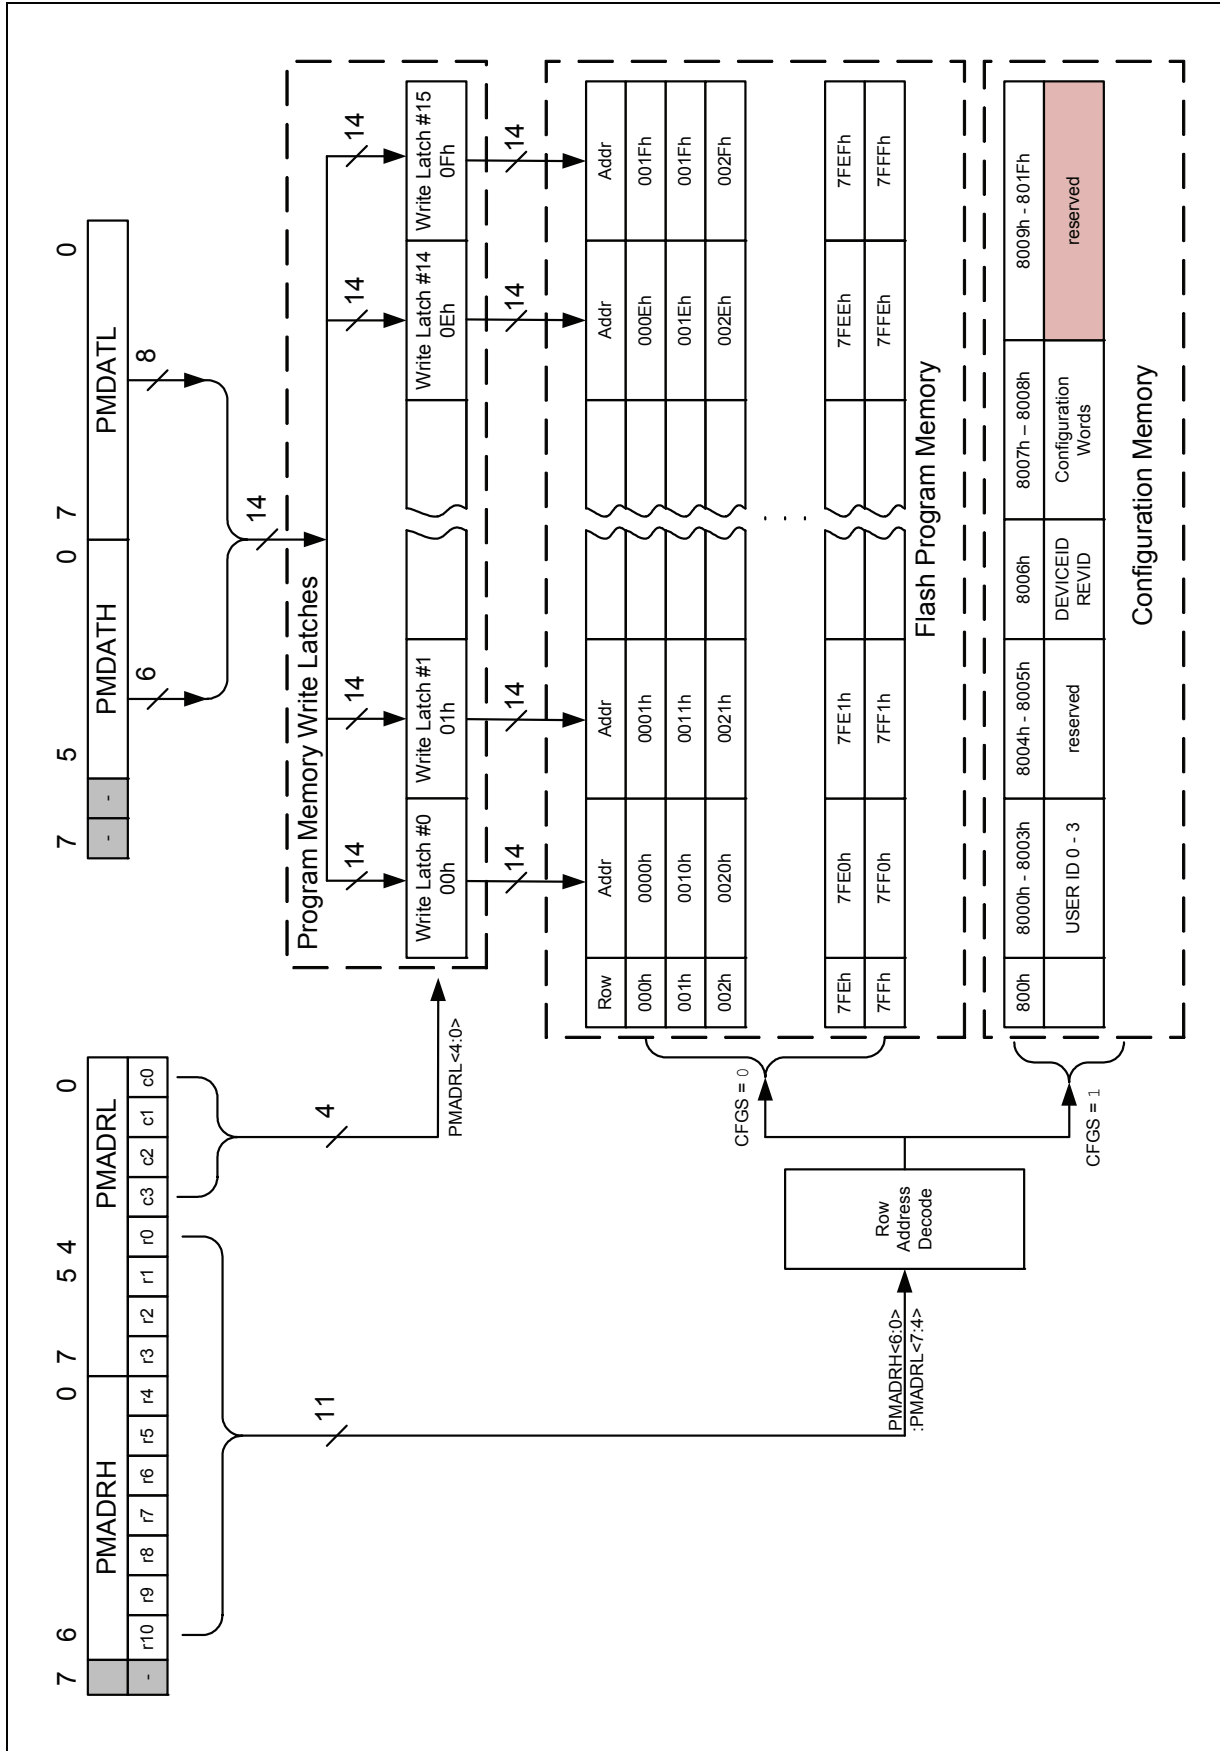 7 6 0 7 5 4 0
PMADRH PMADRL
- r10 r9 r8 r7 r6 r5 r4 r3 r2 r1 r0 c3 c2 c1 c0
11
4
PMADRL<4:0>
7 5 0 7 0
PMDATH PMDATL
- -
6 8
14
Program Memory Write Latches
14 14 14 14
Write Latch #0 Write Latch #1 Write Latch #14 Write Latch #15
00h 01h 0Eh 0Fh
14 14 14 14
PMADRH<6:0>
:PMADRL<7:4>
Row
Address
Decode
CFGS = 0
CFGS = 1
Row Addr Addr Addr Addr
000h 0000h 0001h 000Eh 001Fh
001h 0010h 0011h 001Eh 001Fh
002h 0020h 0021h 002Eh 002Fh
. . . .
7FEh 7FE0h 7FE1h 7FEEh 7FEFh
7FFh 7FF0h 7FF1h 7FFEh 7FFFh
Flash Program Memory
800h 8000h - 8003h 8004h - 8005h 8006h 8007h – 8008h 8009h - 801Fh
USER ID 0 - 3 reserved DEVICEID Configuration reserved
REVID Words
Configuration Memory